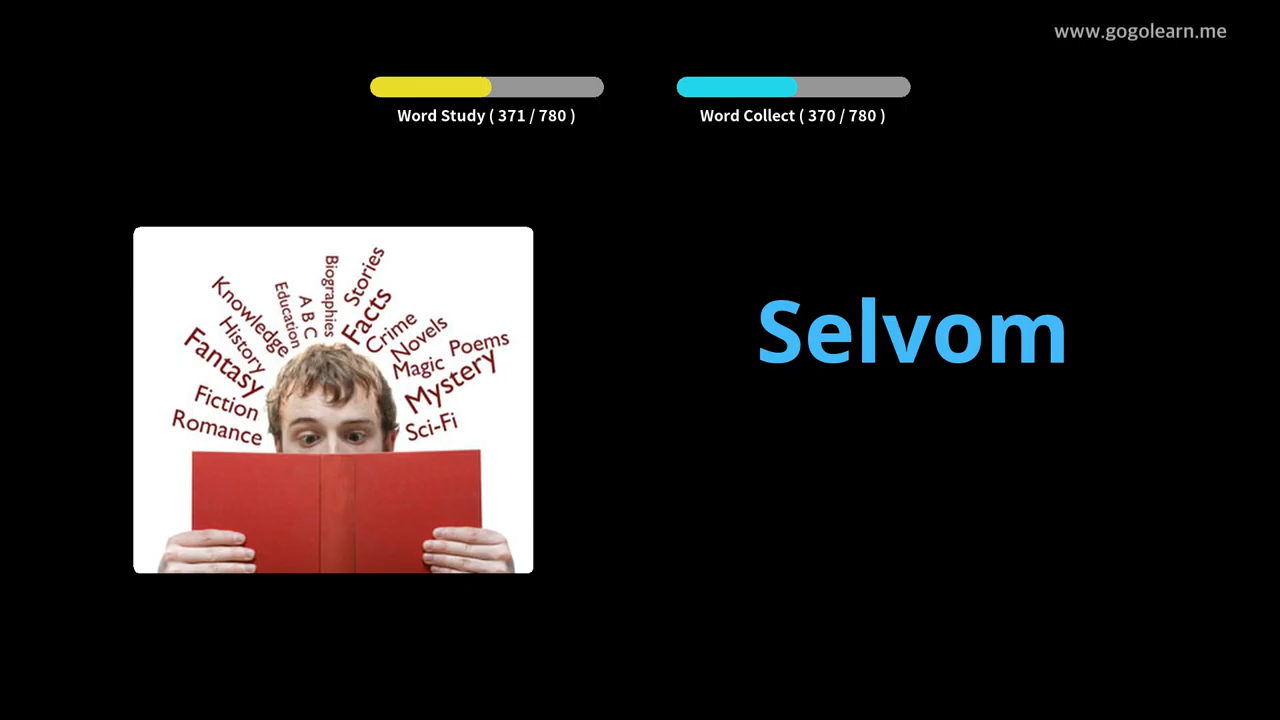 www.gogolearn.me
Word Study ( 371 / 780 )
Word Collect ( 370 / 780 )
Selvom
Knowledge
Education
A B C
Biographies
Stories
Facts
Crime
Novels
Poems
Magic
Mystery
Sci-Fi
History
Fantasy
Fiction
Romance